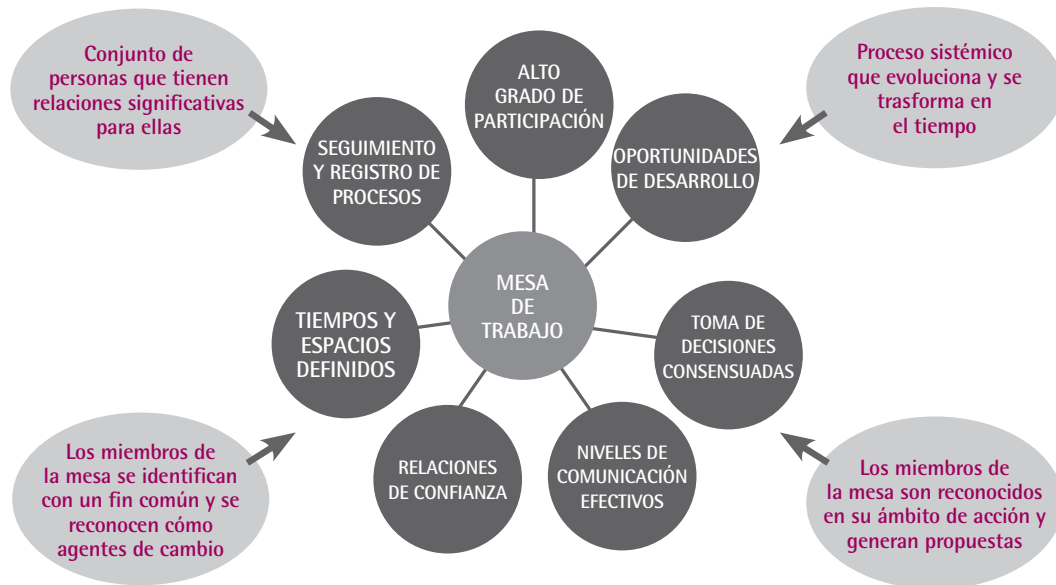 Conjunto de
personas que tienen
relaciones significativas
para ellas
ALTO
GRADO DE
PARTICIPACIÓN
Proceso sistémico
que evoluciona y se
trasforma en
el tiempo
SEGUIMIENTO
Y REGISTRO DE
PROCESOS
OPORTUNIDADES
DE DESARROLLO
MESA
DE
TRABAJO
TIEMPOS Y
ESPACIOS
DEFINIDOS
TOMA DE
DECISIONES
CONSENSUADAS
RELACIONES
DE CONFIANZA
NIVELES DE
COMUNICACIÓN
EFECTIVOS
Los miembros de
la mesa se identifican
con un fin común y se
reconocen cómo
agentes de cambio
Los miembros de
la mesa son reconocidos
en su ámbito de acción y
generan propuestas